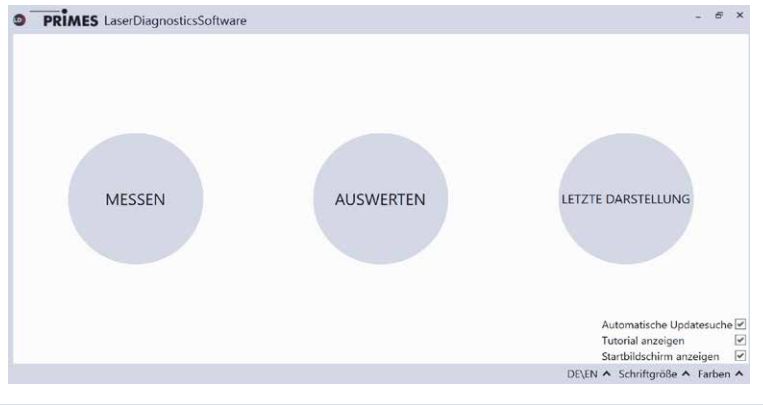 PRiMES LaserDiagnosticsSoftware
MESSEN
AUSWERTEN
LETZTE DARSTELLUNG
Automatische Updatesuche
Tutorial anzeigen
Startbildschirm anzeigen
DE\EN Schriftgröße Farben